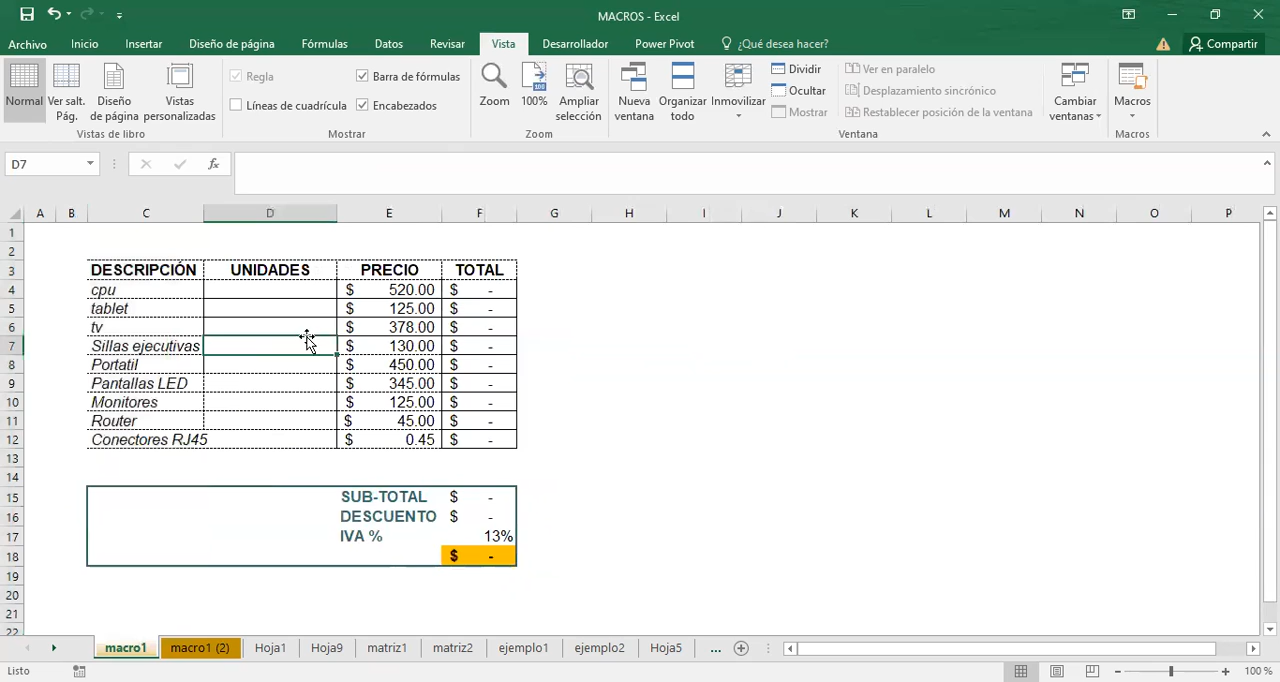 MACROS - Excel
Archivo Inicio Insertar Diseño de página Fórmulas Datos Revisar Vista Desarrollador Power Pivot ¿Qué desea hacer? Compartir
Normal Ver salt. Pág. Diseño de página Vistas personalizadas
Regla Barra de fórmulas
Líneas de cuadrícula Encabezados
Zoom 100% Ampliar selección
Nueva ventana Organizar todo Inmovilizar
Dividir Ver en paralelo
Ocultar Desplazamiento sincrónico
Mostrar Restablecer posición de la ventana
Cambiar ventanas Macros
Vistas de libro Mostrar Zoom Ventana Macros
D7 fx
A B C D E F G H I J K L M N O P
1
2
3 DESCRIPCIÓN UNIDADES PRECIO TOTAL
4 cpu $ 520.00 $ -
5 tablet $ 125.00 $ -
6 tv $ 378.00 $ -
7 Sillas ejecutivas $ 130.00 $ -
8 Portatil $ 450.00 $ -
9 Pantallas LED $ 345.00 $ -
10 Monitores $ 125.00 $ -
11 Router $ 45.00 $ -
12 Conectores RJ45 $ 0.45 $ -
13
14
15 SUB-TOTAL $ -
16 DESCUENTO $ -
17 IVA % 13%
18 $ -
19
20
21
22
macro1 macro1 (2) Hoja1 Hoja9 matriz1 matriz2 ejemplo1 ejemplo2 Hoja5 ...
Listo 100 %